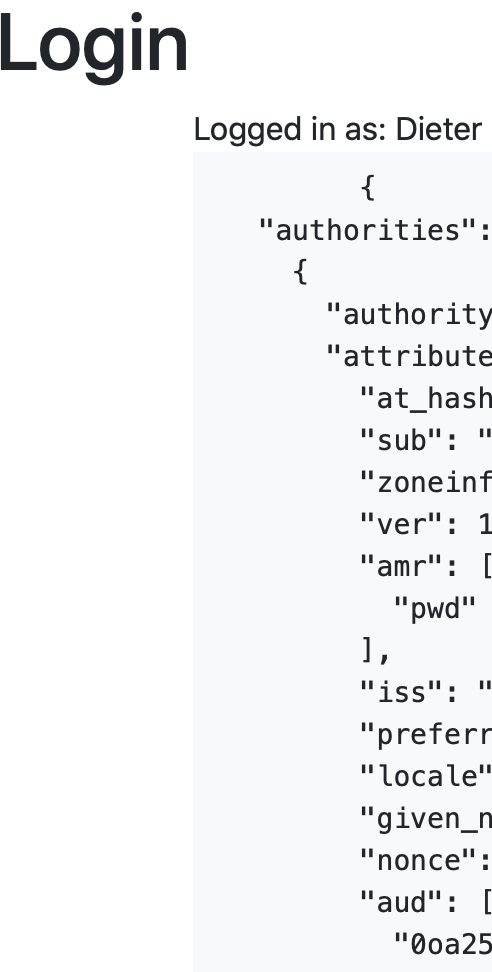 Login
Logged in as: Dieter
{
"authorities":
{
"authority
"attribute
"at_hash
"sub": "
"zoneinf
"ver": 1
"amr": [
"pwd"
],
"iss": "
"preferr
"locale"
"given_n
"nonce":
"aud": [
"0oa25